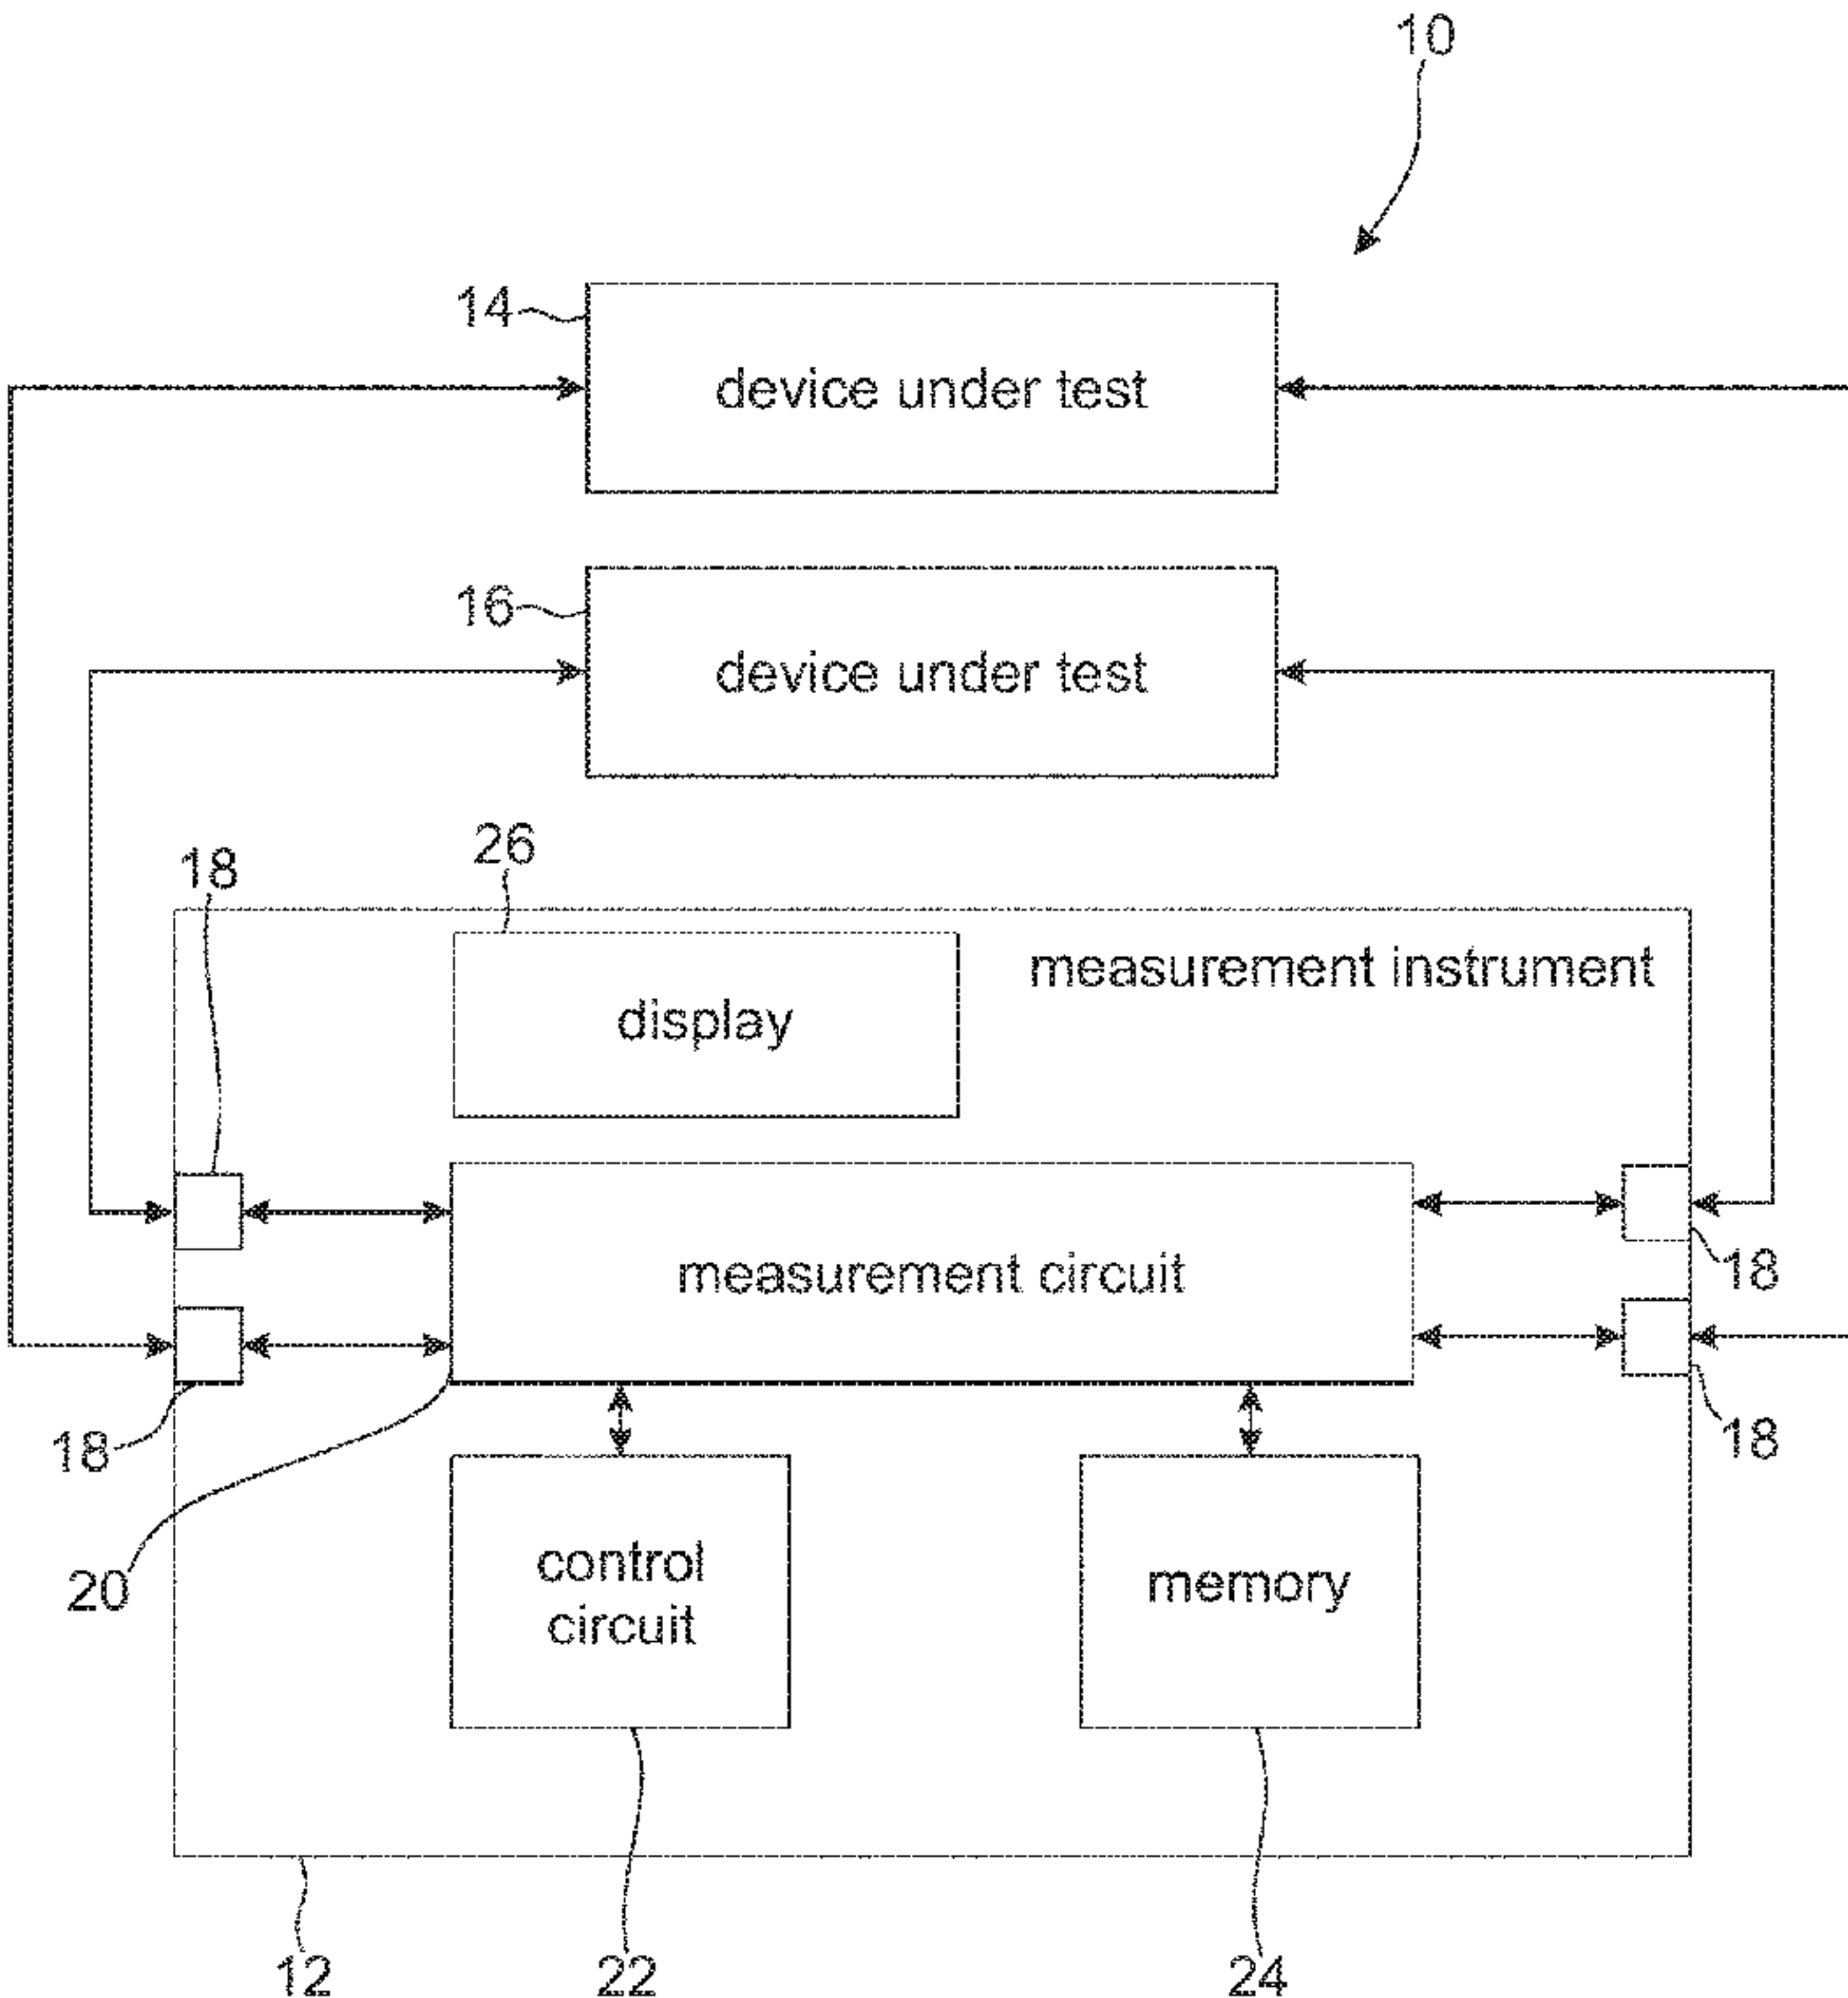 10
14
device under test
16
device under test
26
18
measurement instrument
display
measurement circuit
18
18
18
20
control
circuit
memory
12
22
24